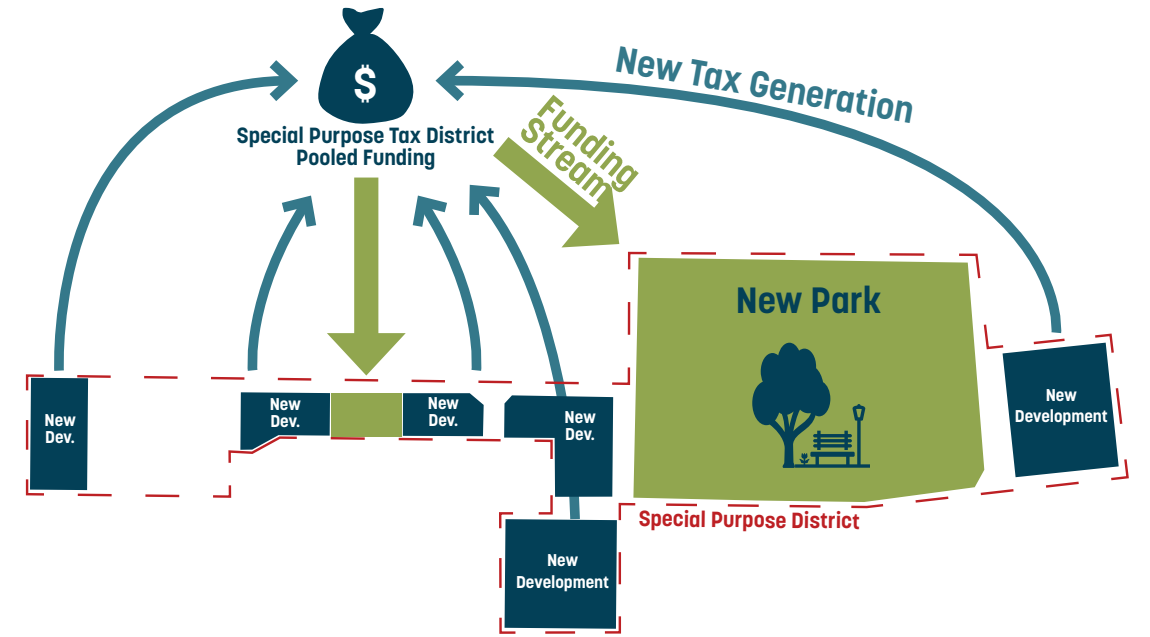 $
Special Purpose Tax District
Pooled Funding
New Tax Generation
Funding
Stream
New Park
New
Dev.
New
Dev.
New
Dev.
New
Dev.
New
Development
Special Purpose District
New
Development